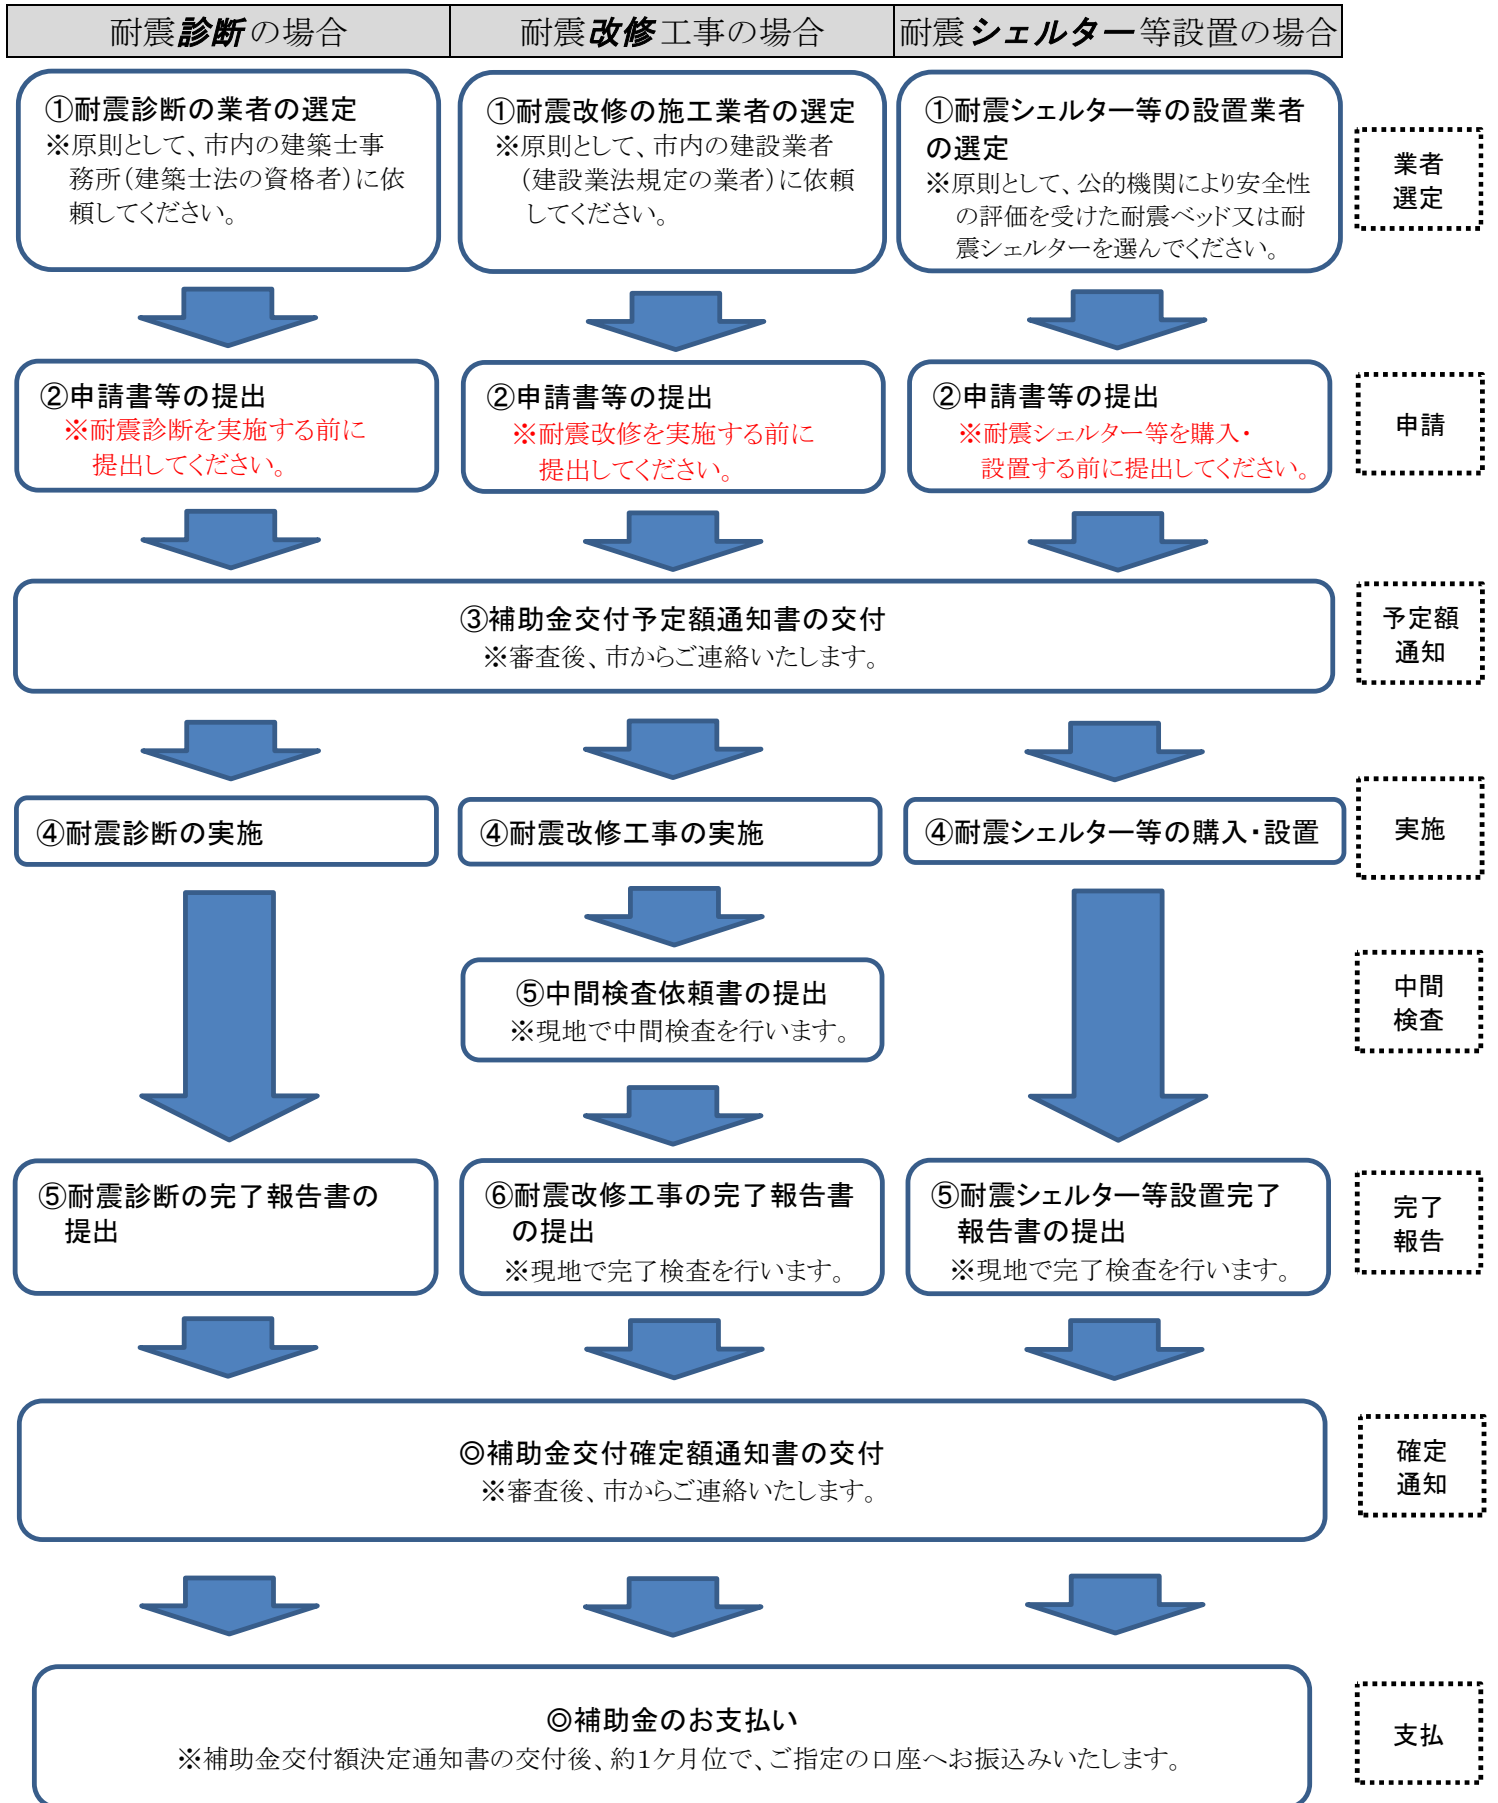 耐震診断の場合
耐震改修工事の場合
耐震シェルター等設置の場合
①耐震診断の業者の選定
※原則として、市内の建築士事
務所(建築士法の資格者)に依
頼してください。
①耐震改修の施工業者の選定
※原則として、市内の建設業者
(建設業法規定の業者)に依頼
してください。
①耐震シェルター等の設置業者
の選定
※原則として、公的機関により安全性
の評価を受けた耐震ベッド又は耐
震シェルターを選んでください。
業者
選定
②申請書等の提出
※耐震診断を実施する前に
提出してください。
②申請書等の提出
※耐震改修を実施する前に
提出してください。
②申請書等の提出
※耐震シェルター等を購入・
設置する前に提出してください。
申請
③補助金交付予定額通知書の交付
※審査後、市からご連絡いたします。
予定額
通知
④耐震診断の実施
④耐震改修工事の実施
④耐震シェルター等の購入・設置
実施
⑤中間検査依頼書の提出
※現地で中間検査を行います。
中間
検査
⑤耐震診断の完了報告書の
提出
⑥耐震改修工事の完了報告書
の提出
※現地で完了検査を行います。
⑤耐震シェルター等設置完了
報告書の提出
※現地で完了検査を行います。
完了
報告
◎補助金交付確定額通知書の交付
※審査後、市からご連絡いたします。
確定
通知
◎補助金のお支払い
※補助金交付額決定通知書の交付後、約1ケ月位で、ご指定の口座へお振込みいたします。
支払